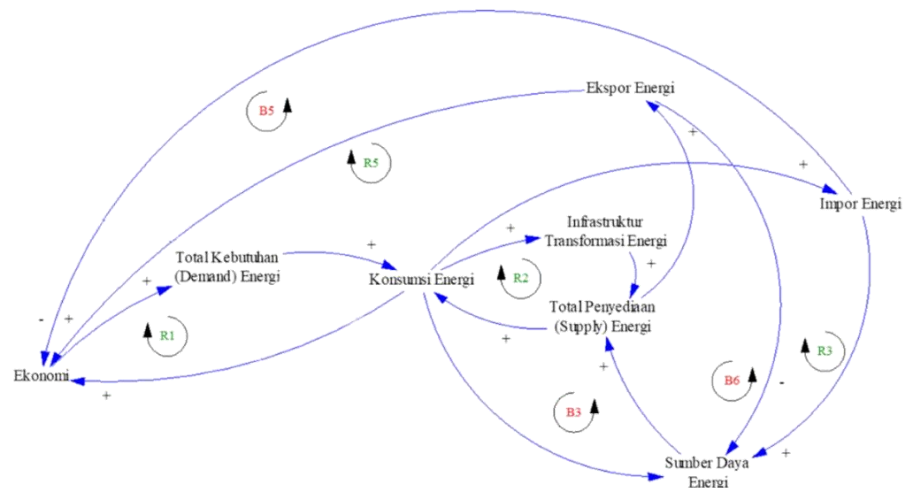 Ekspor Energi
B5
+
R5
+
Impor Energi
Infrastruktur
Transformasi Energi
+
Total Kebutuhan
(Demand) Energi
+
Konsumsi Energi
R2
+
+
Total Penyediaan
(Supply) Energi
- +
R1
+
R3
Ekonomi
+
+
B6
-
B3
+
Sumber Daya
Energi